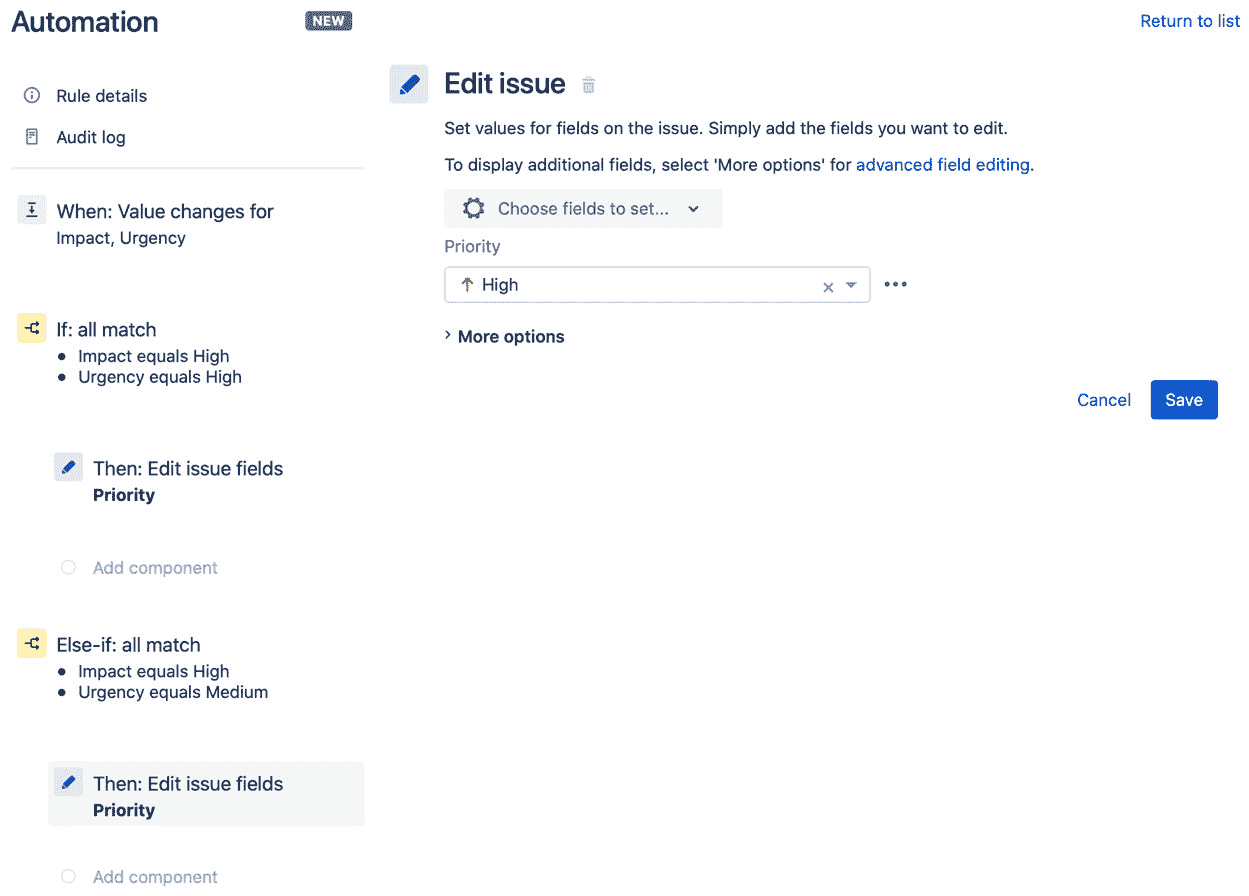 Automation
NEW
Return to list
Rule details
Audit log
When: Value changes for
Impact, Urgency
If: all match
• Impact equals High
• Urgency equals High
Then: Edit issue fields
Priority
Add component
Else-if: all match
• Impact equals High
• Urgency equals Medium
Then: Edit issue fields
Priority
Add component
Edit issue
Set values for fields on the issue. Simply add the fields you want to edit.
To display additional fields, select 'More options' for advanced field editing.
Choose fields to set...
Priority
High
More options
Cancel
Save